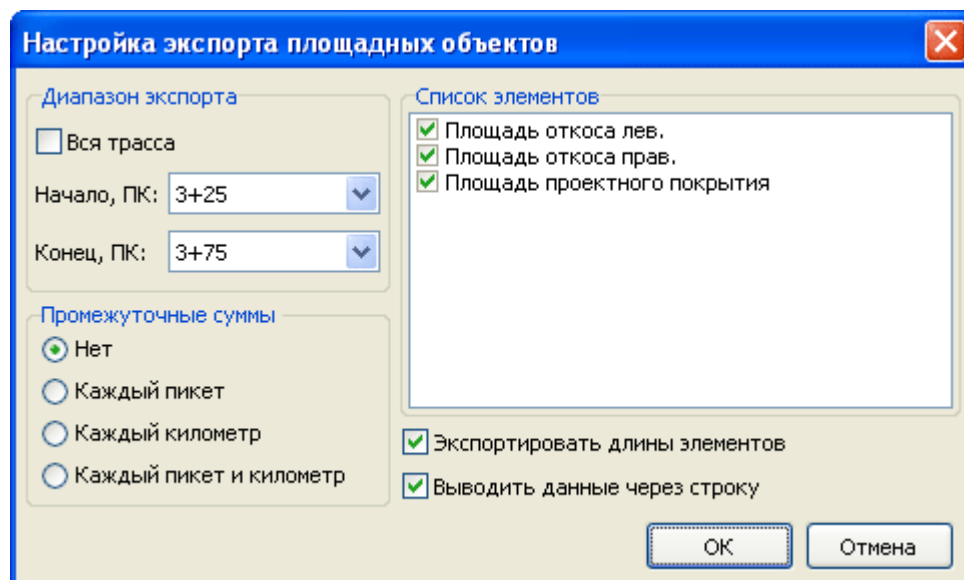 Настройка экспорта площадных объектов
Диапазон экспорта
Вся трасса
Начало, ПК: 3+25
Конец, ПК: 3+75
Промежуточные суммы
Нет
Каждый пикет
Каждый километр
Каждый пикет и километр
Список элементов
Площадь откоса лев.
Площадь откоса прав.
Площадь проектного покрытия
Экспортировать длины элементов
Выводить данные через строку
ОК
Отмена